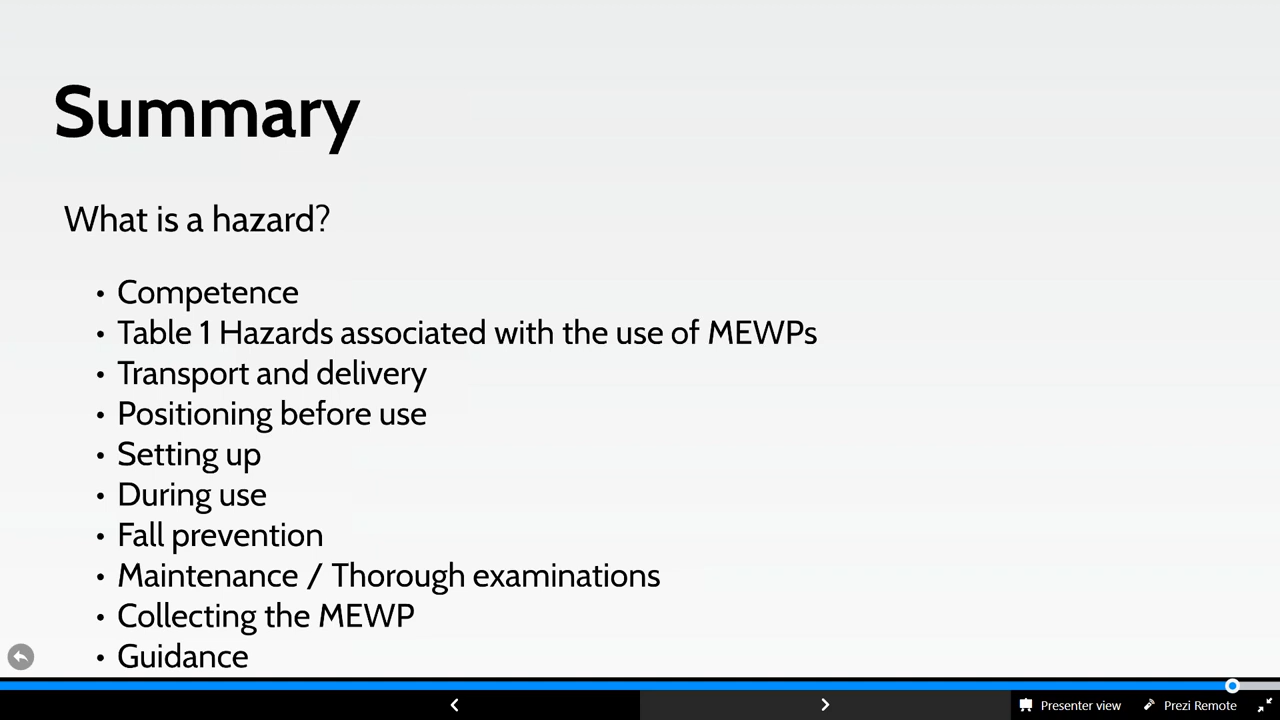 Summary
What is a hazard?
• Competence
• Table 1 Hazards associated with the use of MEWPs
• Transport and delivery
• Positioning before use
• Setting up
• During use
• Fall prevention
• Maintenance / Thorough examinations
• Collecting the MEWP
• Guidance
Presenter view
Prezi Remote